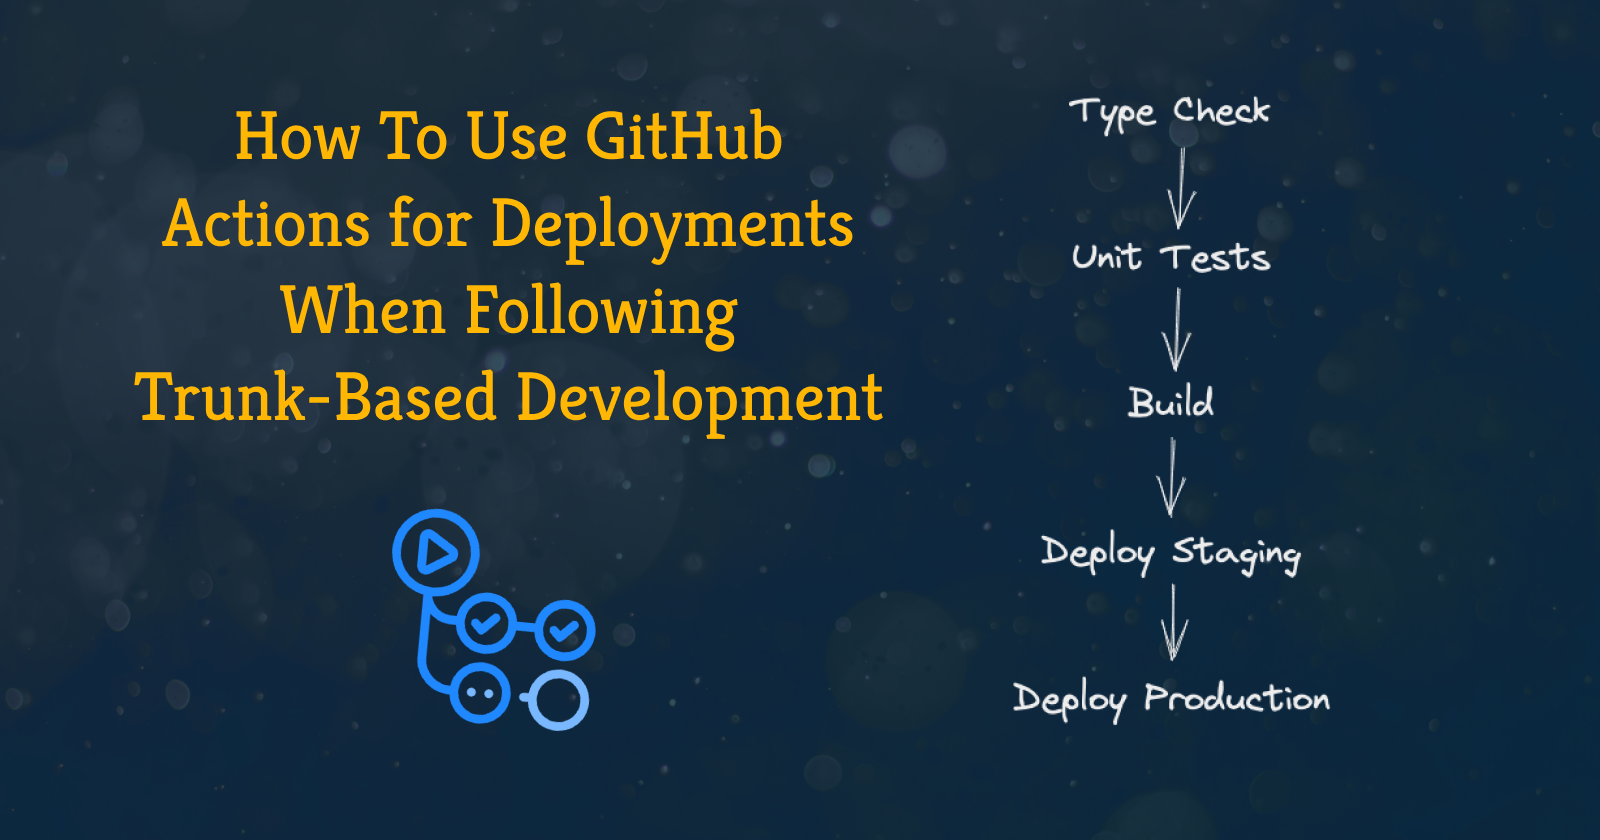 How To Use GitHub
Actions for Deployments
When Following
Trunk-Based Development
Type Check
Unit Tests
Build
Deploy Staging
Deploy Production